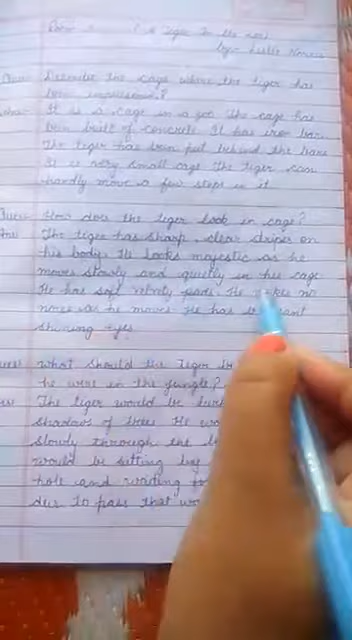 Poem A Tiger In the zoo
by:- Leslie Norris
Ques:- Describe the cage where the tiger has
been imprisoned?
It is a cage in a zoo. The cage has
been built of concrete. It has iron bars.
The tiger has been put behind the bars
It is very small cage. The tiger can
hardly move a few steps in it
Ques:- How does the tiger look in cage?
Ans The tiger has sharp, clear stripes on
his body. He looks majestic as he
moves slowly and quietly in his cage
He has soft velvety pads. He makes no
noise as he moves. He has
shining eyes.
What should the Tiger
he were in the jungle?
The tiger would be
shadows of trees. He
slowly through the
would be sitting
hole and waiting
deer To pass that